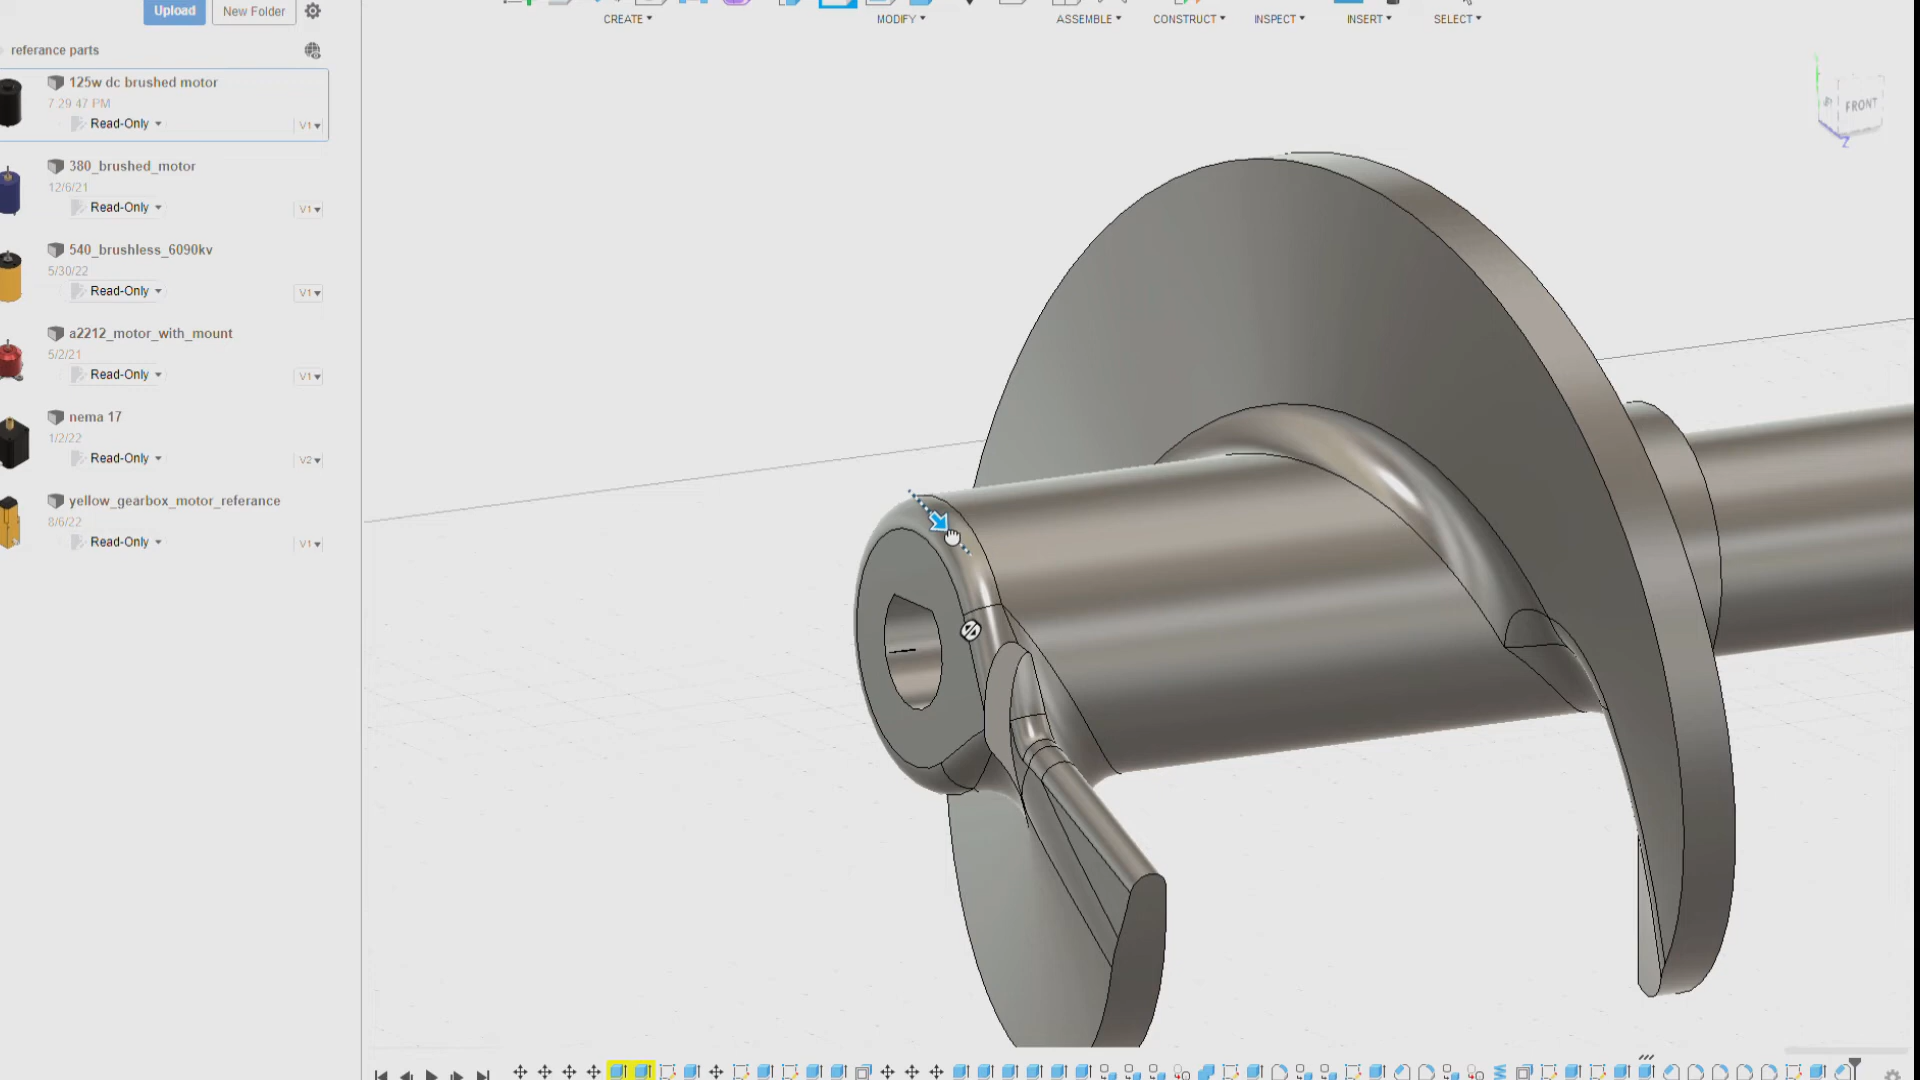 Upload
New Folder
CREATE
MODIFY
ASSEMBLE
CONSTRUCT
INSPECT
INSERT
SELECT
referance parts
125w dc brushed motor
7 29 47 PM
Read-Only
V1
380_brushed_motor
12/6/21
Read-Only
V1
540_brushless_6090kv
5/30/22
Read-Only
V1
a2212_motor_with_mount
5/2/21
Read-Only
V1
nema 17
1/2/22
Read-Only
V2
yellow_gearbox_motor_referance
8/6/22
Read-Only
V1
FRONT
Z